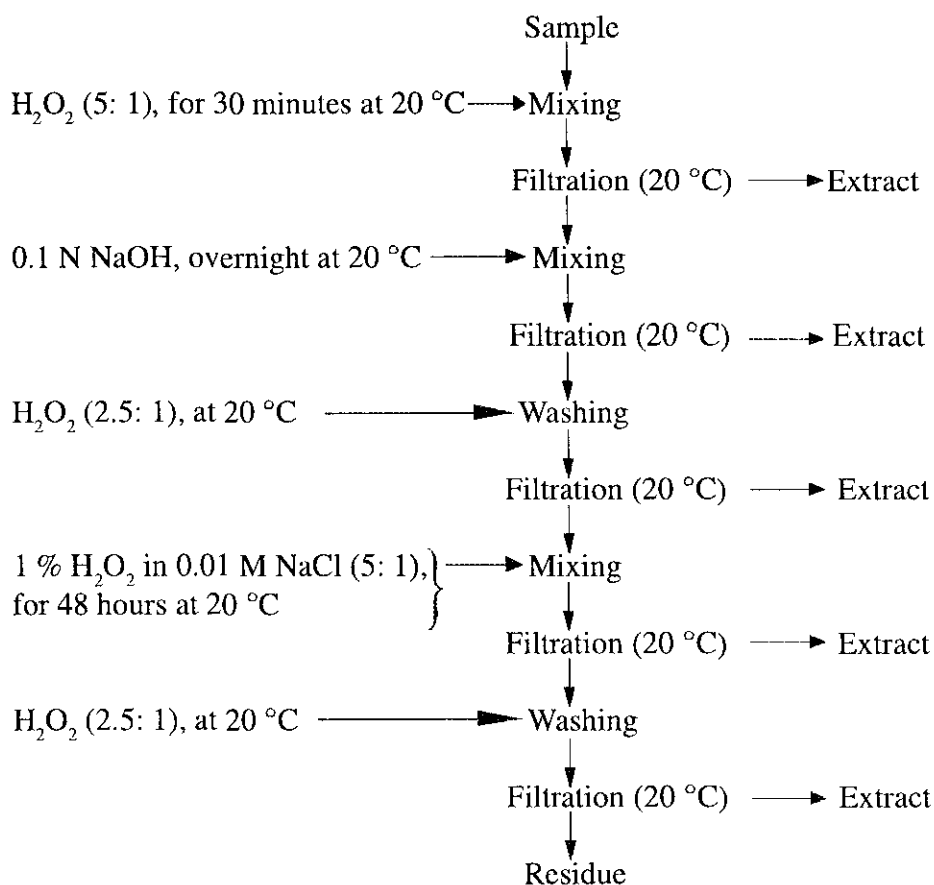 Sample
H₂O₂ (5: 1), for 30 minutes at 20 °C
Mixing
Filtration (20 °C)
Extract
0.1 N NaOH, overnight at 20 °C
Mixing
Filtration (20 °C)
Extract
H₂O₂ (2.5: 1), at 20 °C
Washing
Filtration (20 °C)
Extract
1 % H₂O₂ in 0.01 M NaCl (5: 1),
for 48 hours at 20 °C
Mixing
Filtration (20 °C)
Extract
H₂O₂ (2.5: 1), at 20 °C
Washing
Filtration (20 °C)
Extract
Residue